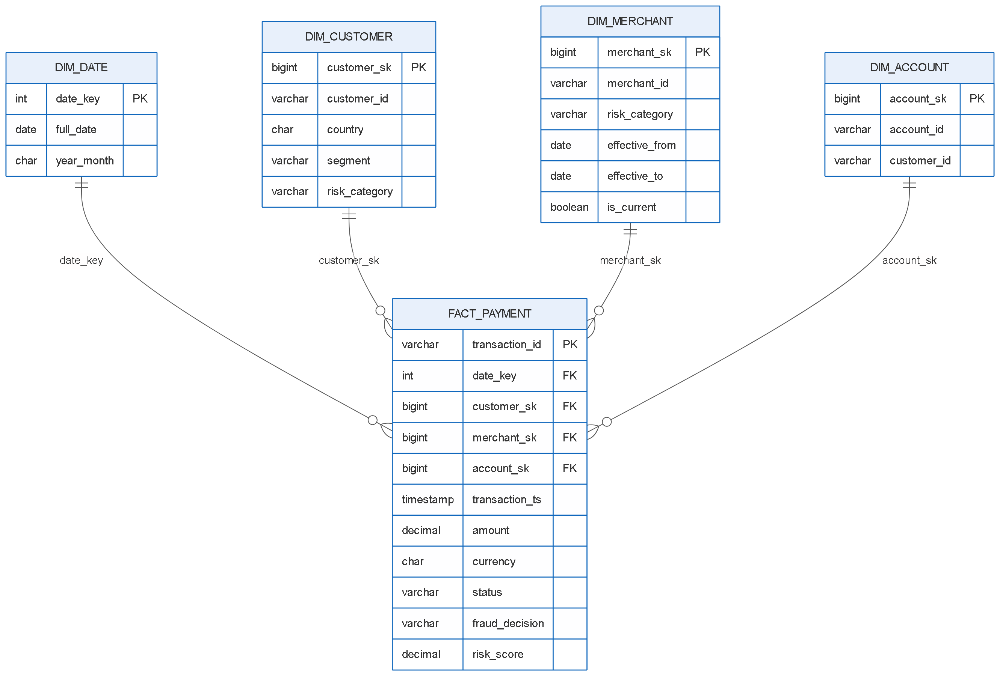 DIM_DATE
int date_key PK
date full_date
char year_month
DIM_CUSTOMER
bigint customer_sk PK
varchar customer_id
char country
varchar segment
varchar risk_category
DIM_MERCHANT
bigint merchant_sk PK
varchar merchant_id
varchar risk_category
date effective_from
date effective_to
boolean is_current
DIM_ACCOUNT
bigint account_sk PK
varchar account_id
varchar customer_id
date_key
customer_sk
merchant_sk
account_sk
FACT_PAYMENT
varchar transaction_id PK
int date_key FK
bigint customer_sk FK
bigint merchant_sk FK
bigint account_sk FK
timestamp transaction_ts
decimal amount
char currency
varchar status
varchar fraud_decision
decimal risk_score